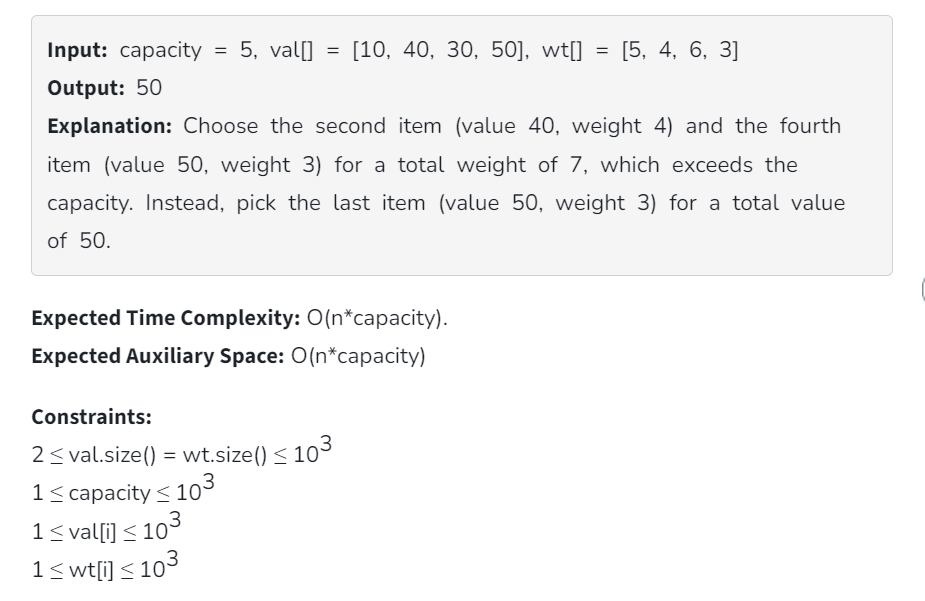 Input: capacity = 5, val[] = [10, 40, 30, 50], wt[] = [5, 4, 6, 3]
Output: 50
Explanation: Choose the second item (value 40, weight 4) and the fourth
item (value 50, weight 3) for a total weight of 7, which exceeds the
capacity. Instead, pick the last item (value 50, weight 3) for a total value
of 50.
Expected Time Complexity: O(n*capacity).
Expected Auxiliary Space: O(n*capacity)
Constraints:
2 ≤ val.size() = wt.size() ≤ 10³
1 ≤ capacity ≤ 10³
1 ≤ val[i] ≤ 10³
1 ≤ wt[i] ≤ 10³